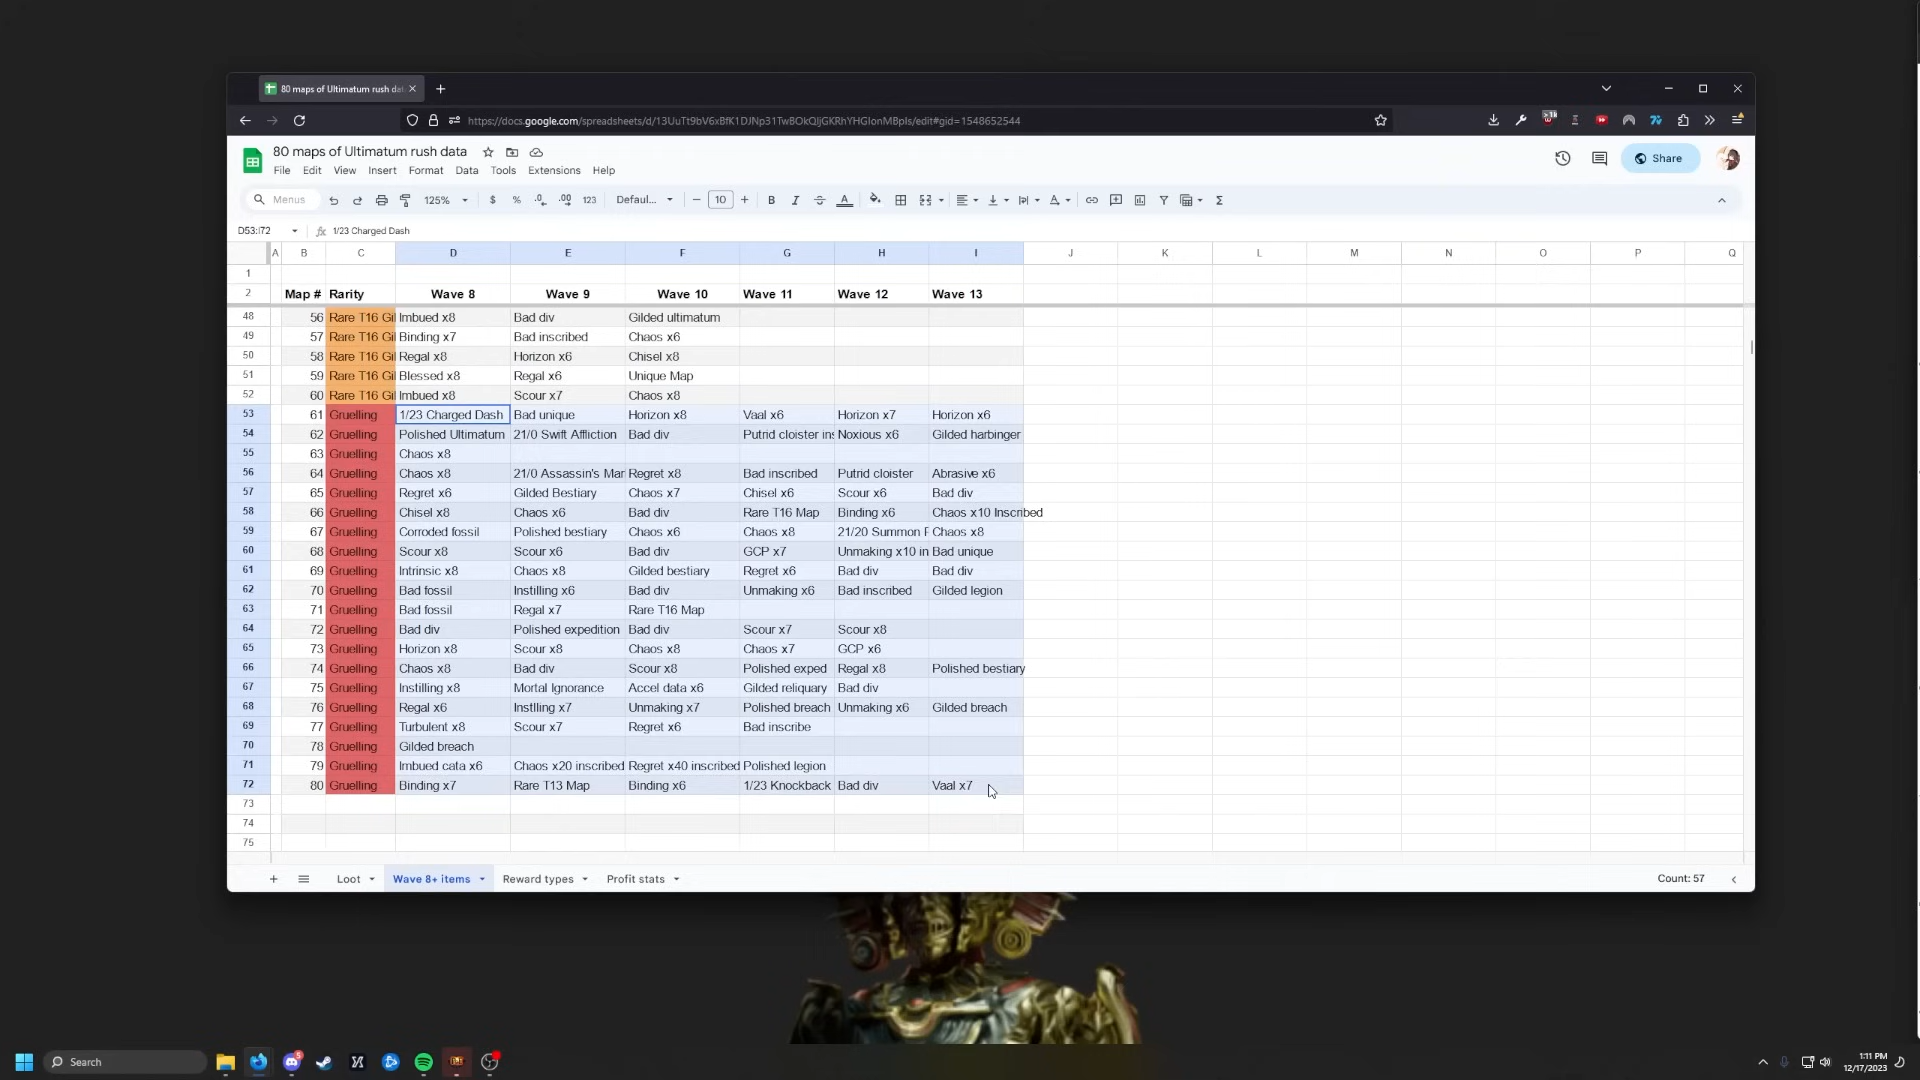 80 maps of Ultimatum rush dat
https://docs.google.com/spreadsheets/d/13UuTt9bV6xBfK1DJNp31TwBOkQljGKRhYHGIonMBpls/edit#gid=1548652544
80 maps of Ultimatum rush data
Share
File Edit View Insert Format Data Tools Extensions Help
Menus 125% $ % .0 .00 123 Defaul... 10 B I A Σ
D53:I72 fx 1/23 Charged Dash
A B C D E F G H I J K L M N O P Q
1
2 Map # Rarity Wave 8 Wave 9 Wave 10 Wave 11 Wave 12 Wave 13
48 56 Rare T16 Gil Imbued x8 Bad div Gilded ultimatum
49 57 Rare T16 Gil Binding x7 Bad inscribed Chaos x6
50 58 Rare T16 Gil Regal x8 Horizon x6 Chisel x8
51 59 Rare T16 Gil Blessed x8 Regal x6 Unique Map
52 60 Rare T16 Gil Imbued x8 Scour x7 Chaos x8
53 61 Gruelling 1/23 Charged Dash Bad unique Horizon x8 Vaal x6 Horizon x7 Horizon x6
54 62 Gruelling Polished Ultimatum 21/0 Swift Affliction Bad div Putrid cloister ins Noxious x6 Gilded harbinger
55 63 Gruelling Chaos x8
56 64 Gruelling Chaos x8 21/0 Assassin's Mar Regret x8 Bad inscribed Putrid cloister Abrasive x6
57 65 Gruelling Regret x6 Gilded Bestiary Chaos x7 Chisel x6 Scour x6 Bad div
58 66 Gruelling Chisel x8 Chaos x6 Bad div Rare T16 Map Binding x6 Chaos x10 Inscribed
59 67 Gruelling Corroded fossil Polished bestiary Chaos x6 Chaos x8 21/20 Summon F Chaos x8
60 68 Gruelling Scour x8 Scour x6 Bad div GCP x7 Unmaking x10 in Bad unique
61 69 Gruelling Intrinsic x8 Chaos x8 Gilded bestiary Regret x6 Bad div Bad div
62 70 Gruelling Bad fossil Instilling x6 Bad div Unmaking x6 Bad inscribed Gilded legion
63 71 Gruelling Bad fossil Regal x7 Rare T16 Map
64 72 Gruelling Bad div Polished expedition Bad div Scour x7 Scour x8
65 73 Gruelling Horizon x8 Scour x8 Chaos x8 Chaos x7 GCP x6
66 74 Gruelling Chaos x8 Bad div Scour x8 Polished exped Regal x8 Polished bestiary
67 75 Gruelling Instilling x8 Mortal Ignorance Accel data x6 Gilded reliquary Bad div
68 76 Gruelling Regal x6 Instlling x7 Unmaking x7 Polished breach Unmaking x6 Gilded breach
69 77 Gruelling Turbulent x8 Scour x7 Regret x6 Bad inscribe
70 78 Gruelling Gilded breach
71 79 Gruelling Imbued cata x6 Chaos x20 inscribed Regret x40 inscribed Polished legion
72 80 Gruelling Binding x7 Rare T13 Map Binding x6 1/23 Knockback Bad div Vaal x7
73
74
75
Loot Wave 8+ items Reward types Profit stats Count: 57
Search
1:11 PM
12/17/2023